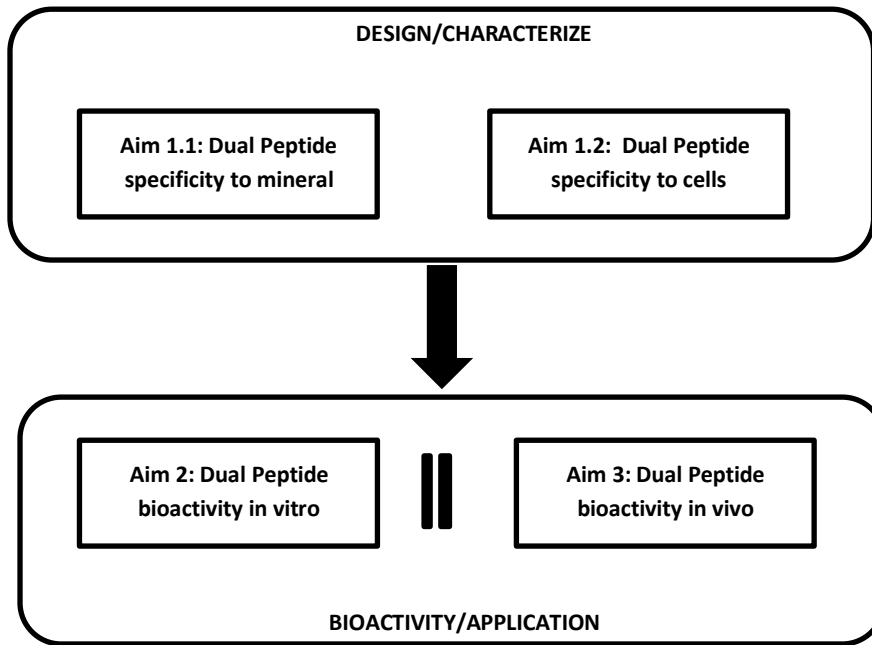 DESIGN/CHARACTERIZE
Aim 1.1: Dual Peptide
specificity to mineral
Aim 1.2:  Dual Peptide
specificity to cells
Aim 2: Dual Peptide
bioactivity in vitro
Aim 3: Dual Peptide
bioactivity in vivo
BIOACTIVITY/APPLICATION